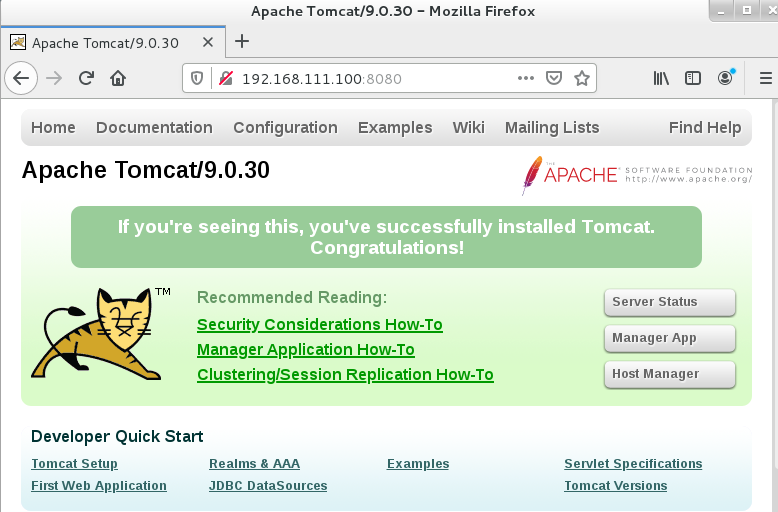 Apache Tomcat/9.0.30 - Mozilla Firefox
Apache Tomcat/9.0.30
192.168.111.100:8080
Home Documentation Configuration Examples Wiki Mailing Lists Find Help
Apache Tomcat/9.0.30
THE
APACHE SOFTWARE FOUNDATION
http://www.apache.org/
If you're seeing this, you've successfully installed Tomcat.
Congratulations!
TM
Recommended Reading:
Security Considerations How-To
Manager Application How-To
Clustering/Session Replication How-To
Server Status
Manager App
Host Manager
Developer Quick Start
Tomcat Setup Realms & AAA Examples Servlet Specifications
First Web Application JDBC DataSources Tomcat Versions